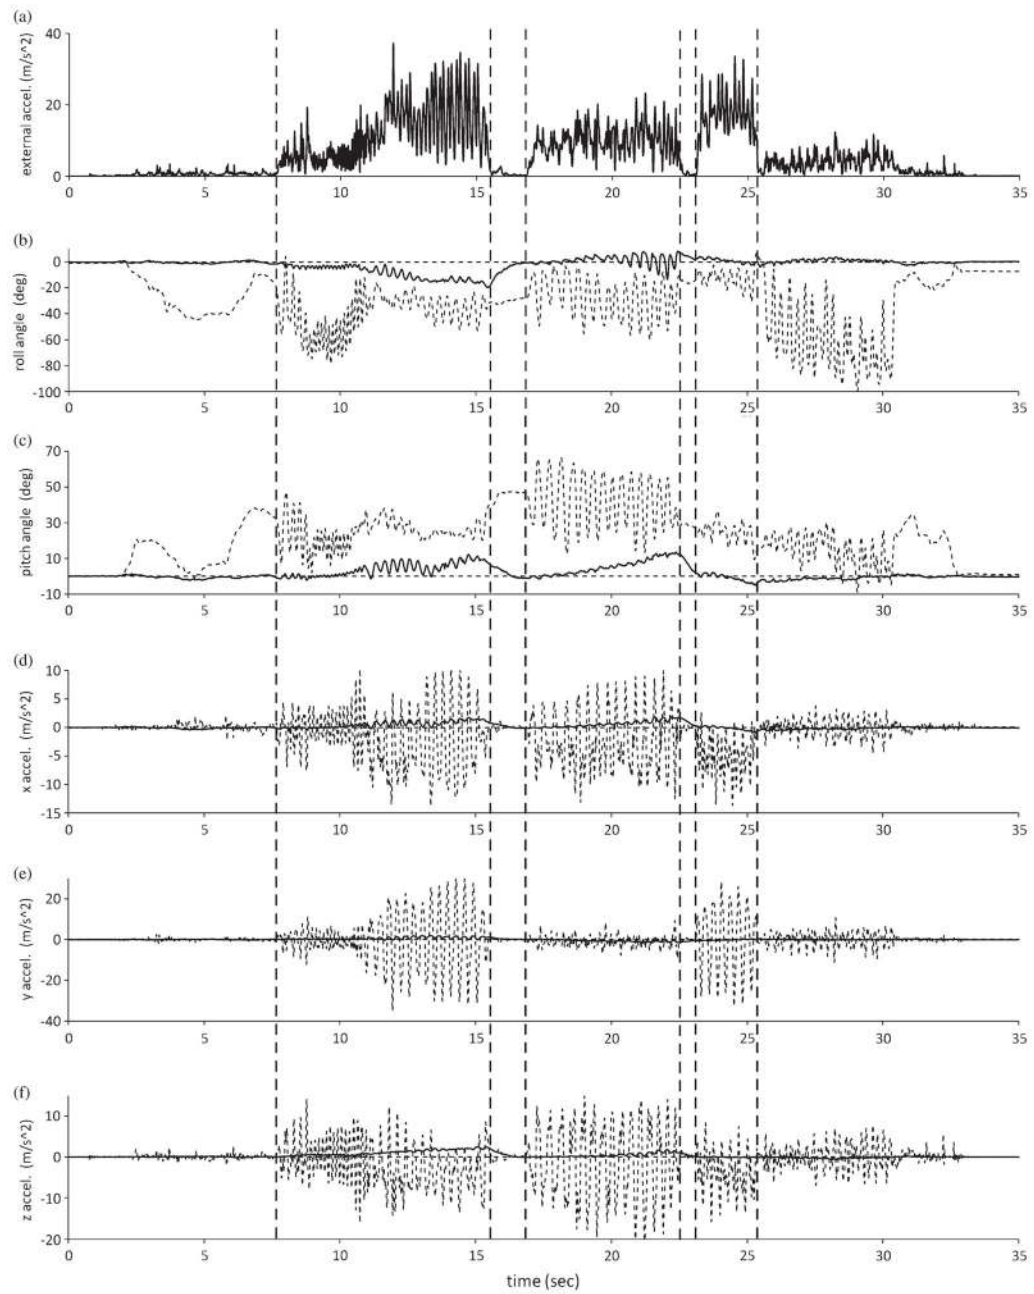 (a)
external accel. (m/s^2)
40
20
0
0 5 10 15 20 25 30 35
(b)
roll angle (deg)
0
-20
-40
-60
-80
-100
0 5 10 15 20 25 30 35
(c)
pitch angle (deg)
70
50
30
10
-10
0 5 10 15 20 25 30 35
(d)
x accel. (m/s^2)
10
5
0
-5
-10
-15
0 5 10 15 20 25 30 35
(e)
y accel. (m/s^2)
20
0
-20
-40
0 5 10 15 20 25 30 35
(f)
z accel. (m/s^2)
10
0
-10
-20
0 5 10 15 20 25 30 35
time (sec)